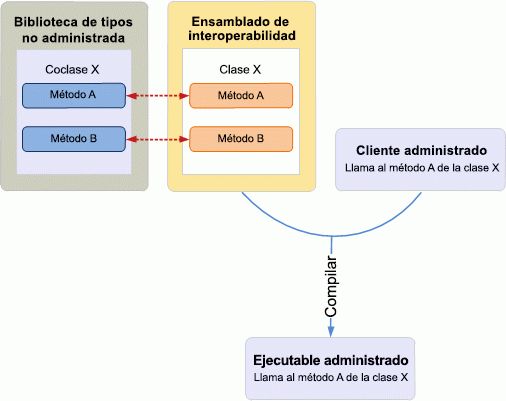 Biblioteca de tipos
no administrada
Coclase X
Método A
Método B
Ensamblado de
interoperabilidad
Clase X
Método A
Método B
Cliente administrado
Llama al método A de la clase X
Compilar
Ejecutable administrado
Llama al método A de la clase X